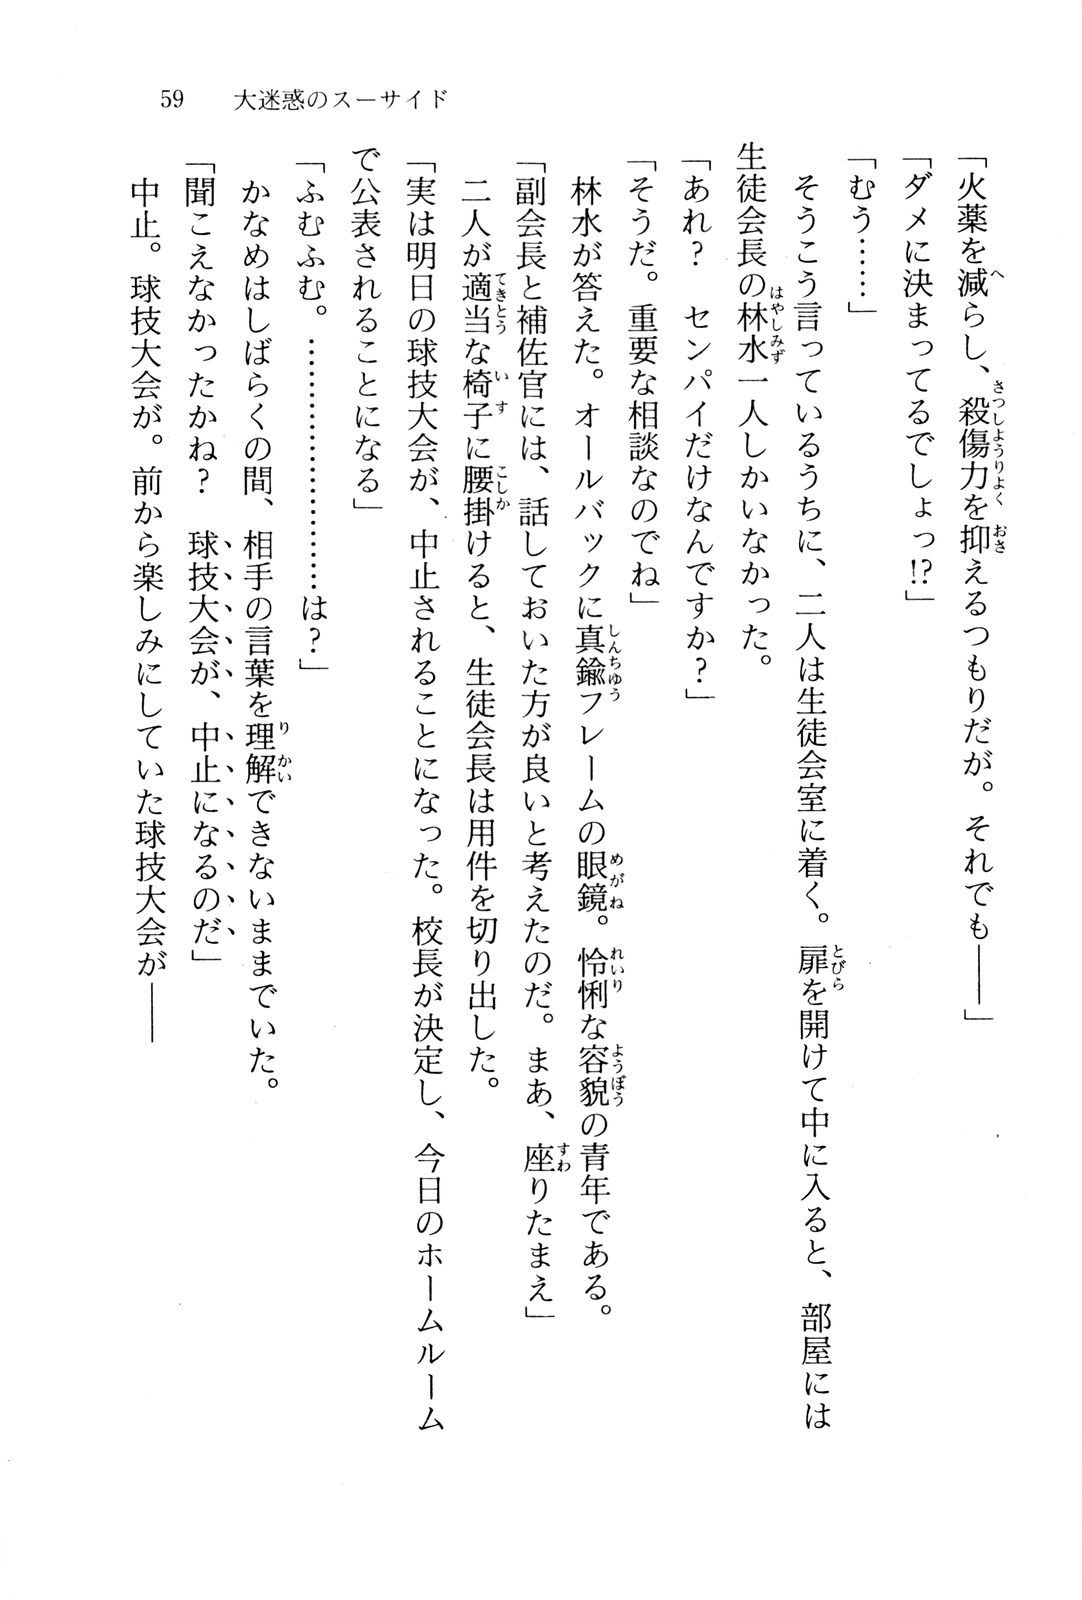 59　大迷惑のスーサイド
「火薬を減らし、殺傷力を抑えるつもりだが。それでも――」
「ダメに決まってるでしょっ!?」
「むう……」
　そうこう言っているうちに、二人は生徒会室に着く。扉を開けて中に入ると、部屋には
生徒会長の林水一人しかいなかった。
「あれ？　センパイだけなんですか？」
「そうだ。重要な相談なのでね」
　林水が答えた。オールバックに真鍮フレームの眼鏡。怜悧な容貌の青年である。
「副会長と補佐官には、話しておいた方が良いと考えたのだ。まあ、座りたまえ」
　二人が適当な椅子に腰掛けると、生徒会長は用件を切り出した。
「実は明日の球技大会が、中止されることになった。校長が決定し、今日のホームルーム
で公表されることになる」
「ふむふむ。……………………は？」
　かなめはしばらくの間、相手の言葉を理解できないままでいた。
「聞こえなかったかね？　球技大会が、中止になるのだ」
　中止。球技大会が。前から楽しみにしていた球技大会が――